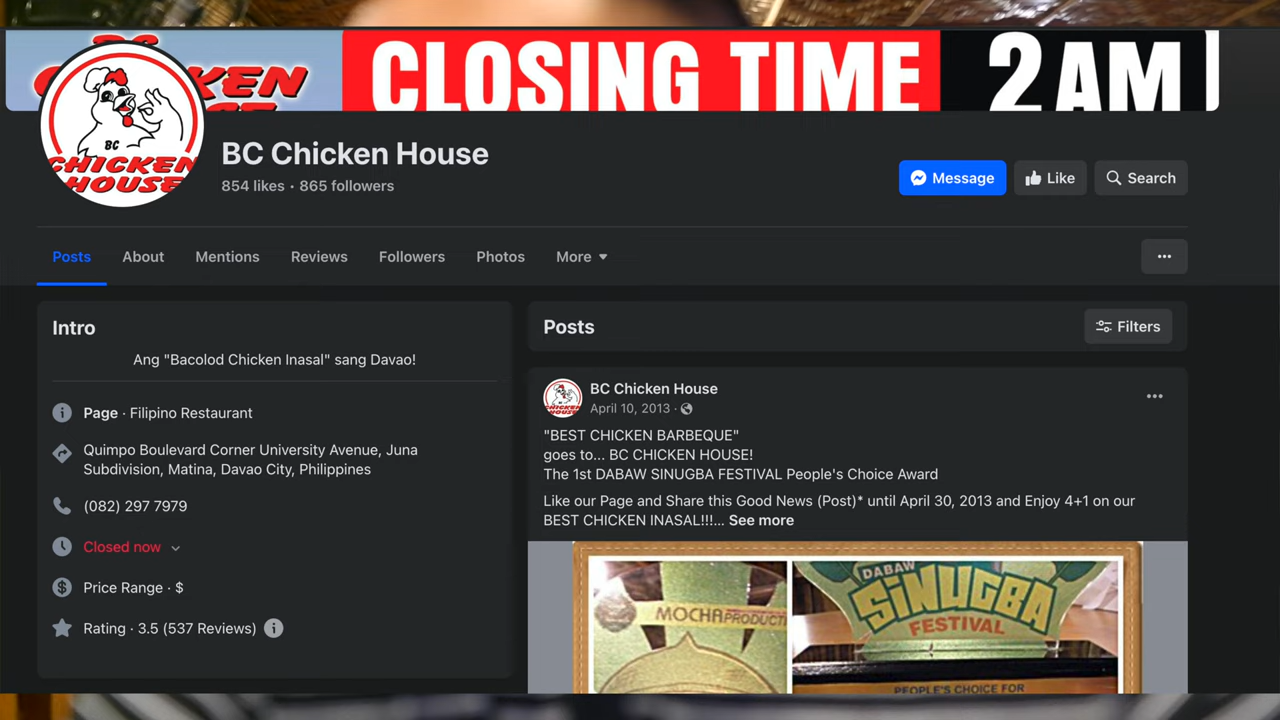 CLOSING TIME
2 AM
BC
CHICKEN
HOUSE
BC Chicken House
854 likes · 865 followers
Message
Like
Search
Posts
About
Mentions
Reviews
Followers
Photos
More
Intro
Ang "Bacolod Chicken Inasal" sang Davao!
Page · Filipino Restaurant
Quimpo Boulevard Corner University Avenue, Juna
Subdivision, Matina, Davao City, Philippines
(082) 297 7979
Closed now
Price Range · $
Rating · 3.5 (537 Reviews)
Posts
Filters
BC Chicken House
April 10, 2013
"BEST CHICKEN BARBEQUE"
goes to... BC CHICKEN HOUSE!
The 1st DABAW SINUGBA FESTIVAL People's Choice Award
Like our Page and Share this Good News (Post)* until April 30, 2013 and Enjoy 4+1 on our
BEST CHICKEN INASAL!!!... See more
MOCHAPRODUCT
DABAW
SINUGBA
FESTIVAL
PEOPLE'S CHOICE FOR